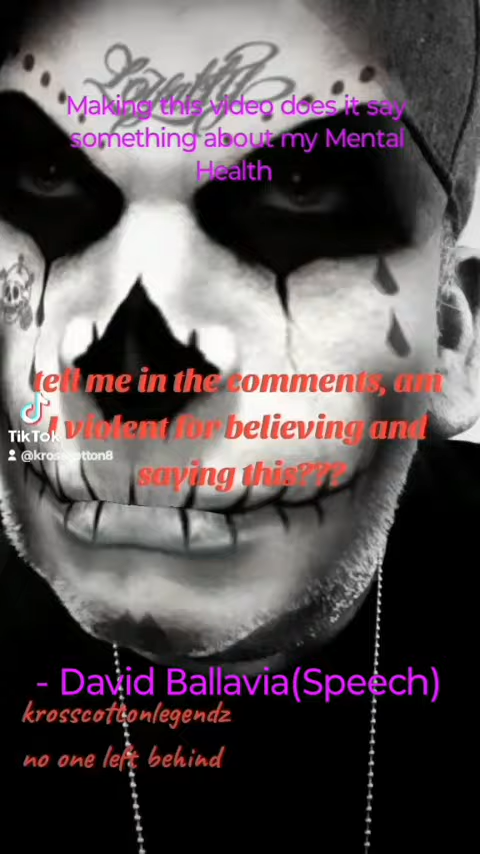 Making this video does it say
something about my Mental
Health
tell me in the comments, am
I violent for believing and
saying this???
TikTok
@krosscotton8
- David Ballavia(Speech)
krosscottonlegendz
no one left behind